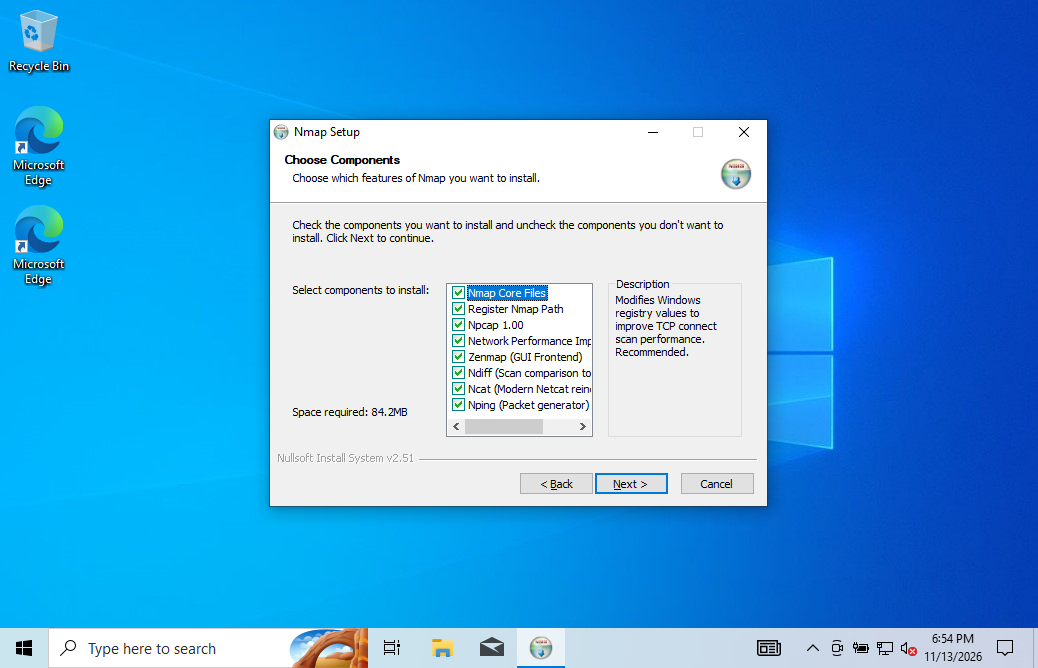 Recycle Bin
Microsoft
Edge
Microsoft
Edge
Nmap Setup
Choose Components
Choose which features of Nmap you want to install.
Check the components you want to install and uncheck the components you don't want to
install. Click Next to continue.
Select components to install:
Nmap Core Files
Register Nmap Path
Npcap 1.00
Network Performance Imp
Zenmap (GUI Frontend)
Ndiff (Scan comparison to
Ncat (Modern Netcat rein
Nping (Packet generator)
Description
Modifies Windows
registry values to
improve TCP connect
scan performance.
Recommended.
Space required: 84.2MB
Nullsoft Install System v2.51
< Back
Next >
Cancel
Type here to search
6:54 PM
11/13/2026